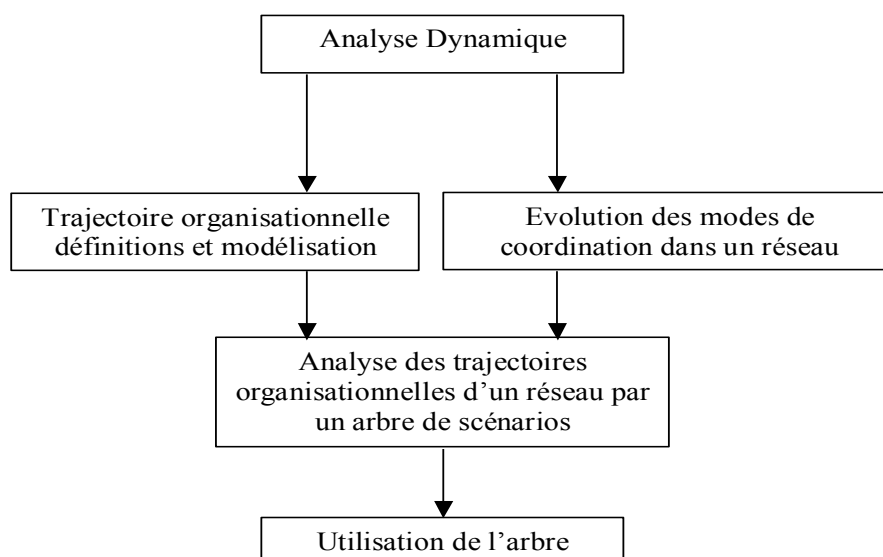 Analyse Dynamique
Trajectoire organisationnelle
définitions et modélisation
Evolution des modes de
coordination dans un réseau
Analyse des trajectoires
organisationnelles d’un réseau par
un arbre de scénarios
Utilisation de l’arbre